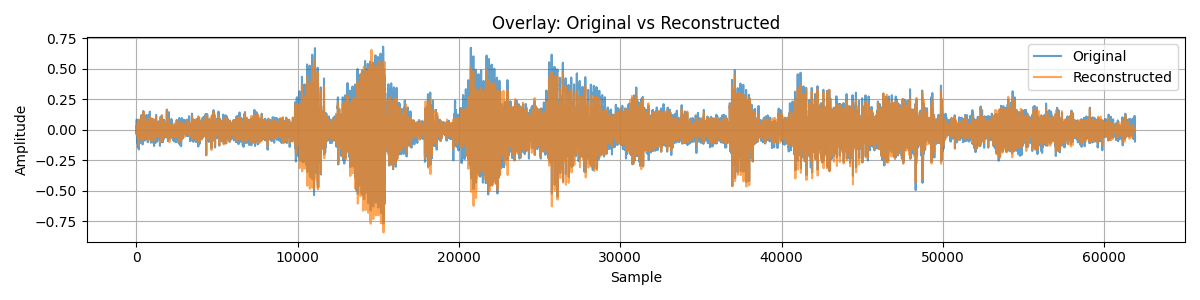 Overlay: Original vs Reconstructed
Amplitude
0.75
0.50
0.25
0.00
−0.25
−0.50
−0.75
Original
Reconstructed
0 10000 20000 30000 40000 50000 60000
Sample